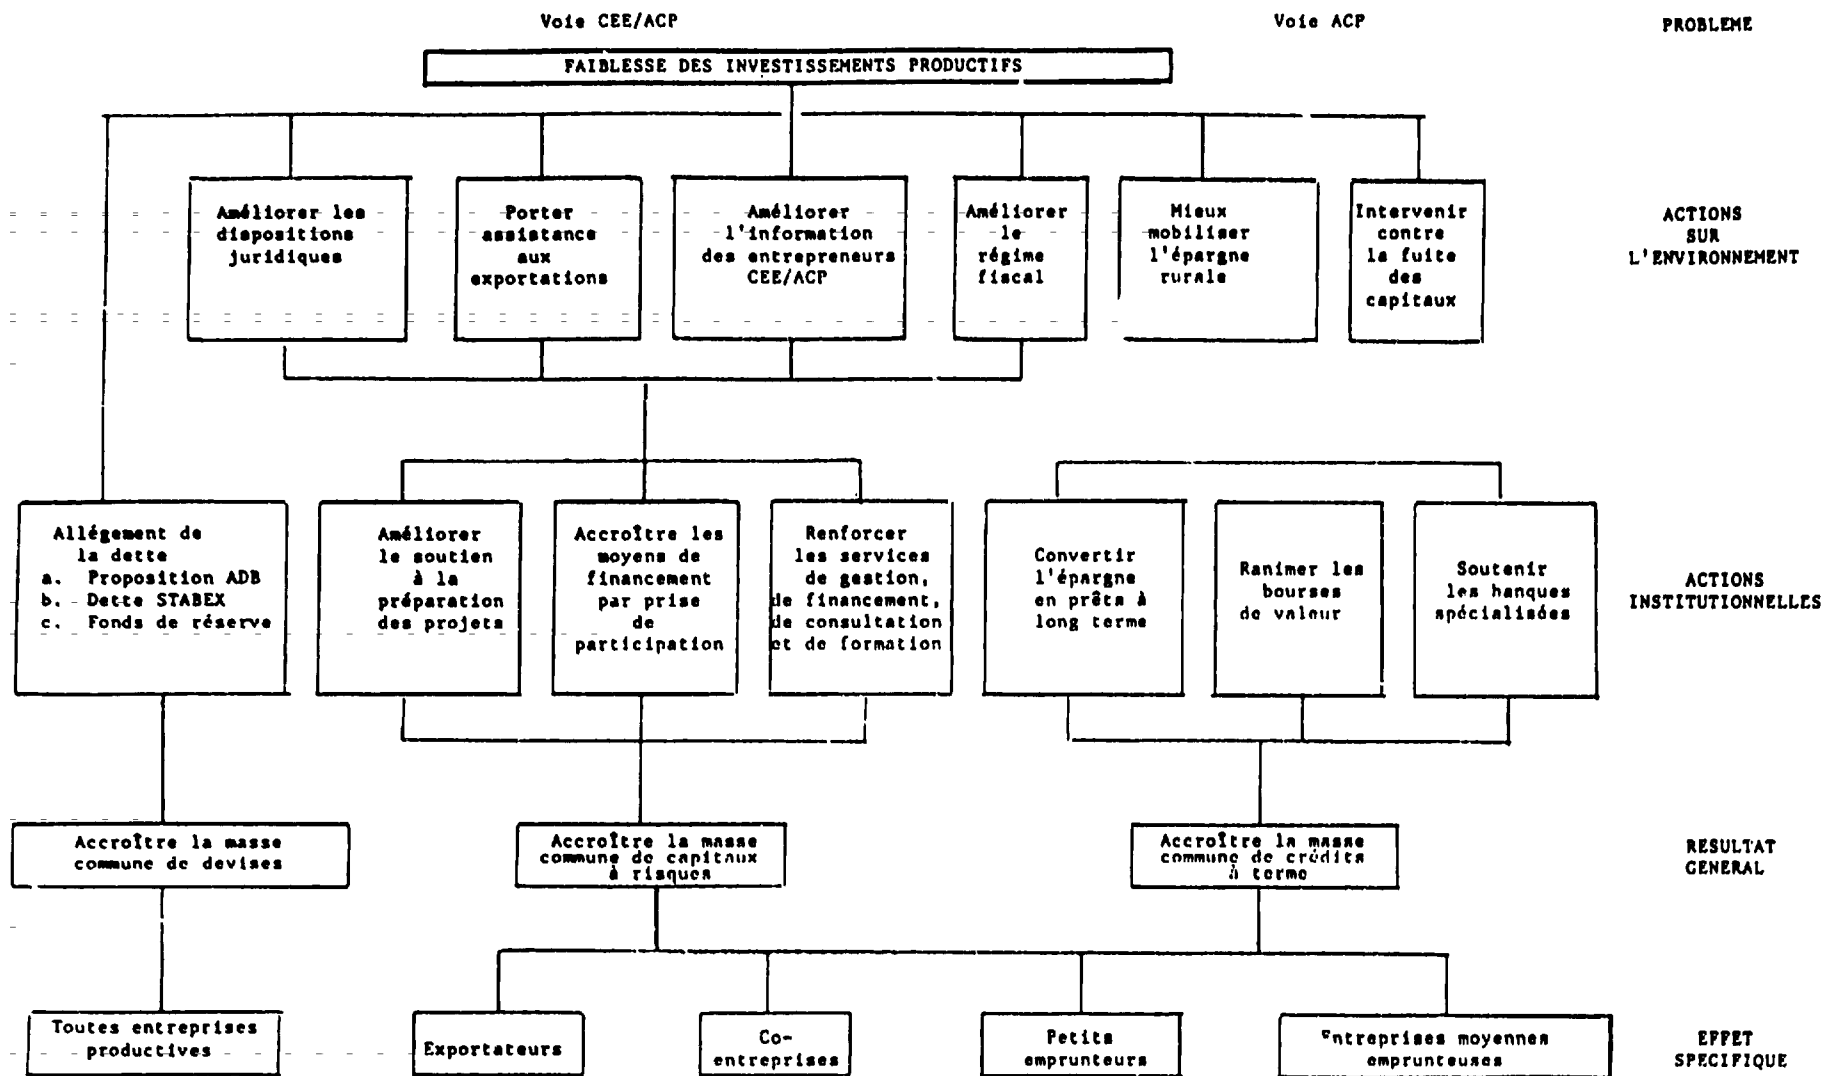 Voie CEE/ACP
Voie ACP
PROBLEME
FAIBLESSE DES INVESTISSEMENTS PRODUCTIFS
Améliorer les
dispositions
juridiques
Porter
assistance
aux
exportations
Améliorer
l'information
des entrepreneurs
CEE/ACP
Améliorer
le
régime
fiscal
Mieux
mobiliser
l'épargne
rurale
Intervenir
contre
la fuite
des
capitaux
ACTIONS
SUR
L'ENVIRONNEMENT
Allégement de
la dette
a. Proposition ADB
b. Dette STABEX
c. Fonds de réserve
Améliorer
le soutien
à la
préparation
des projets
Accroître les
moyens de
financement
par prise
de
participation
Renforcer
les services
de gestion,
de financement,
de consultation
et de formation
Convertir
l'épargne
en prêts à
long terme
Ranimer les
bourses
de valeur
Soutenir
les banques
spécialisées
ACTIONS
INSTITUTIONNELLES
Accroître la masse
commune de devises
Accroître la masse
commune de capitaux
à risques
Accroître la masse
commune de crédits
à terme
RESULTAT
GENERAL
Toutes entreprises
productives
Exportateurs
Co-
entreprises
Petits
emprunteurs
Entreprises moyennes
emprunteuses
EFFET
SPECIFIQUE